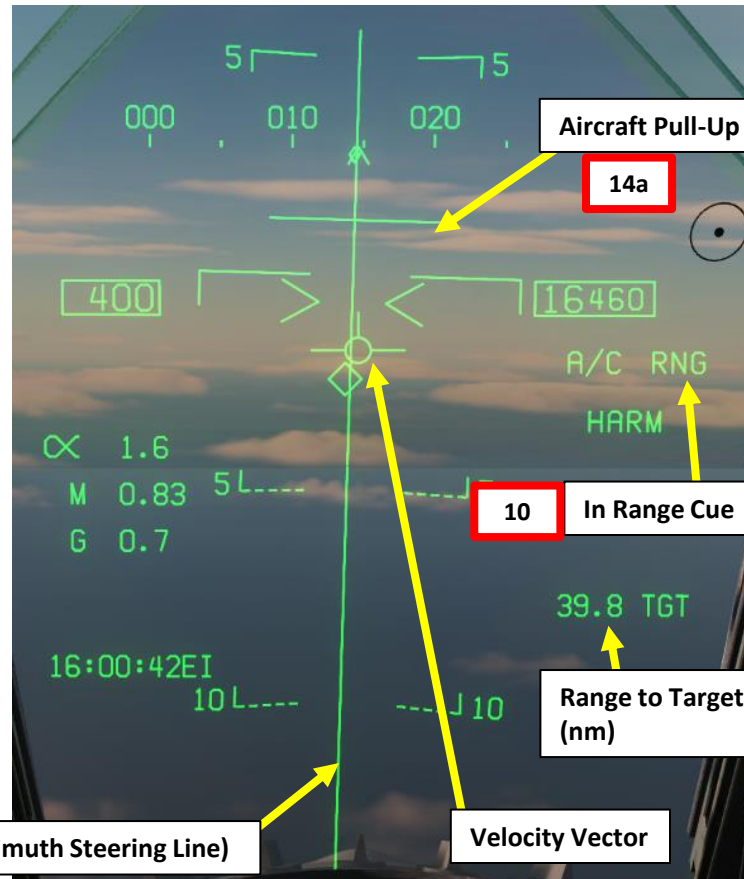 5 5
000 010 020
Aircraft Pull-Up
14a
400 16460
A/C RNG
HARM
α 1.6
M 0.83 5
10 In Range Cue
G 0.7
39.8 TGT
16:00:42EI
10 10
Range to Target
(nm)
muth Steering Line)
Velocity Vector